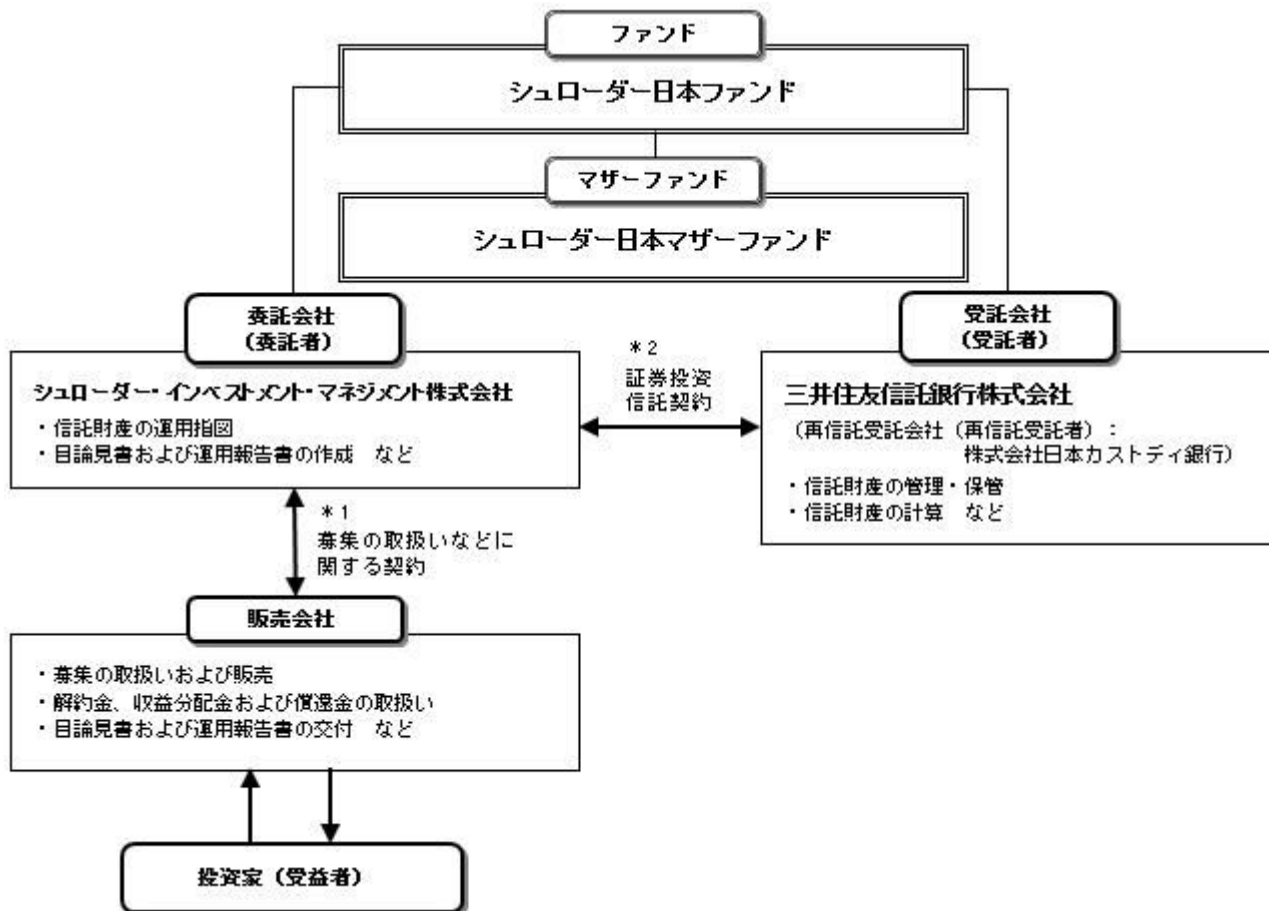 ファンド
シュローダー日本ファンド
マザーファンド
シュローダー日本マザーファンド
委託会社
(委託者)
シュローダー・インベストメント・マネジメント株式会社
・信託財産の運用指図
・目論見書および運用報告書の作成 など
*2
証券投資
信託契約
受託会社
(受託者)
三井住友信託銀行株式会社
(再信託受託会社(再信託受託者):
株式会社日本カストディ銀行)
・信託財産の管理・保管
・信託財産の計算 など
*1
募集の取扱いなどに
関する契約
販売会社
・募集の取扱いおよび販売
・解約金、収益分配金および償還金の取扱い
・目論見書および運用報告書の交付 など
投資家(受益者)